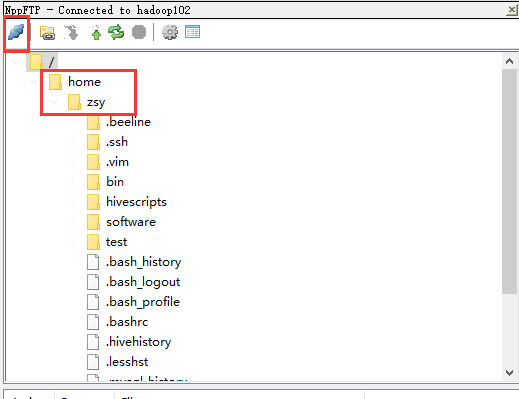 NppFTP - Connected to hadoop102
/
home
zsy
.beeline
.ssh
.vim
bin
hivescripts
software
test
.bash_history
.bash_logout
.bash_profile
.bashrc
.hivehistory
.lesshst
.mysql_history